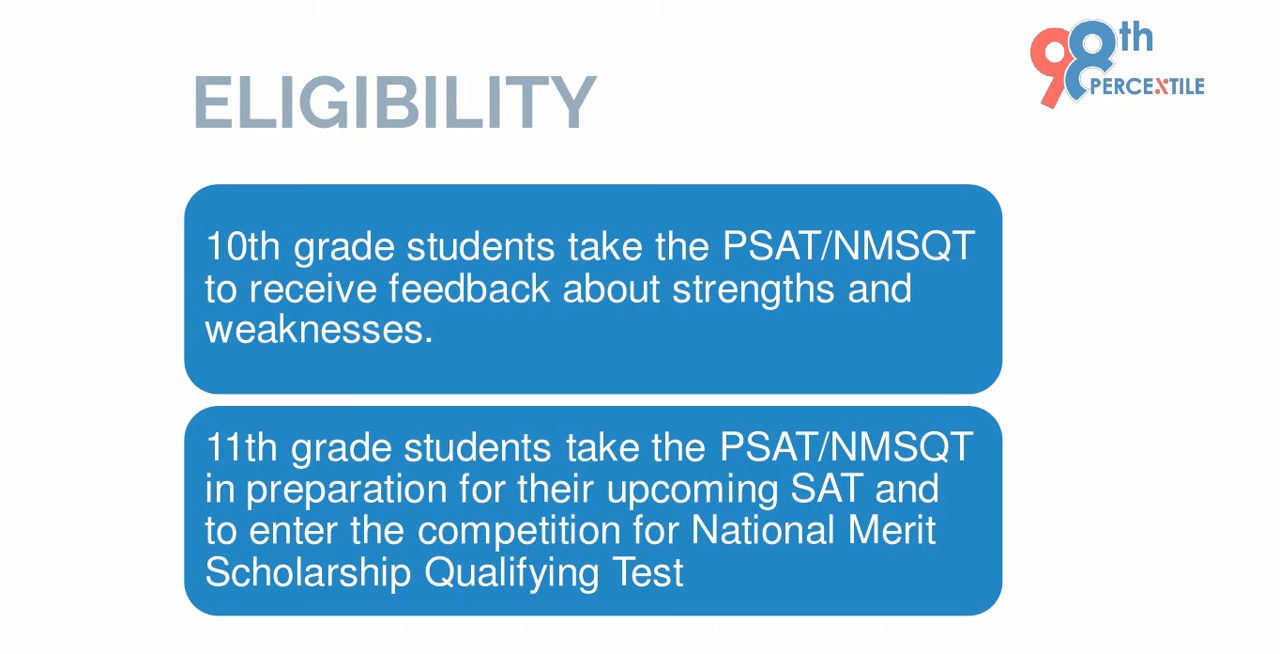 98th
PERCEXTILE
ELIGIBILITY
10th grade students take the PSAT/NMSQT
to receive feedback about strengths and
weaknesses.
11th grade students take the PSAT/NMSQT
in preparation for their upcoming SAT and
to enter the competition for National Merit
Scholarship Qualifying Test